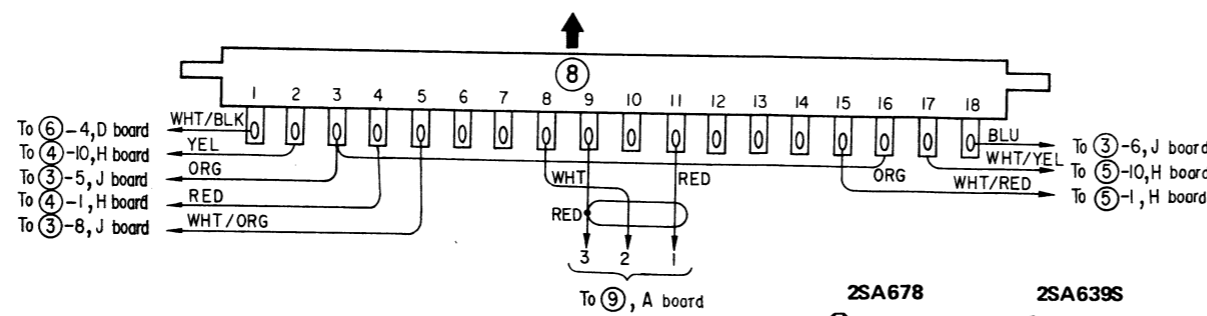 ⑧
1 2 3 4 5 6 7 8 9 10 11 12 13 14 15 16 17 18
WHT/BLK
To ⑥-4, D board
YEL
To ④-10, H board
ORG
To ③-5, J board
RED
To ④-1, H board
WHT/ORG
To ③-8, J board
WHT
RED
RED
3 2 1
To ⑨, A board
ORG
BLU
To ③-6, J board
WHT/YEL
To ⑤-10, H board
WHT/RED
To ⑤-1, H board
2SA678 2SA639S